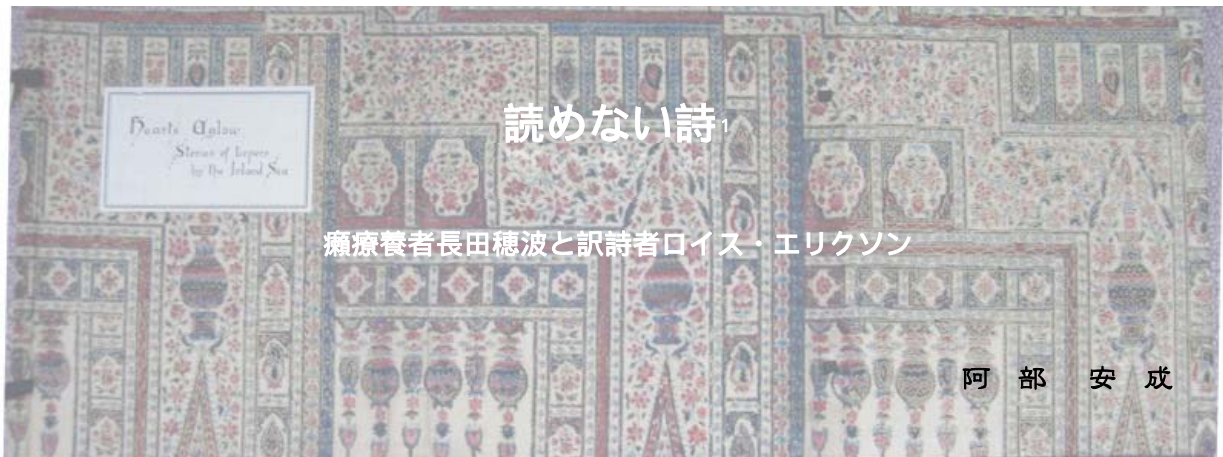 Hearts Aglow
Stories of Lepers
by the Inland Sea
読めない詩1
癩療養者長田穂波と訳詩者ロイス・エリクソン
阿部 安成